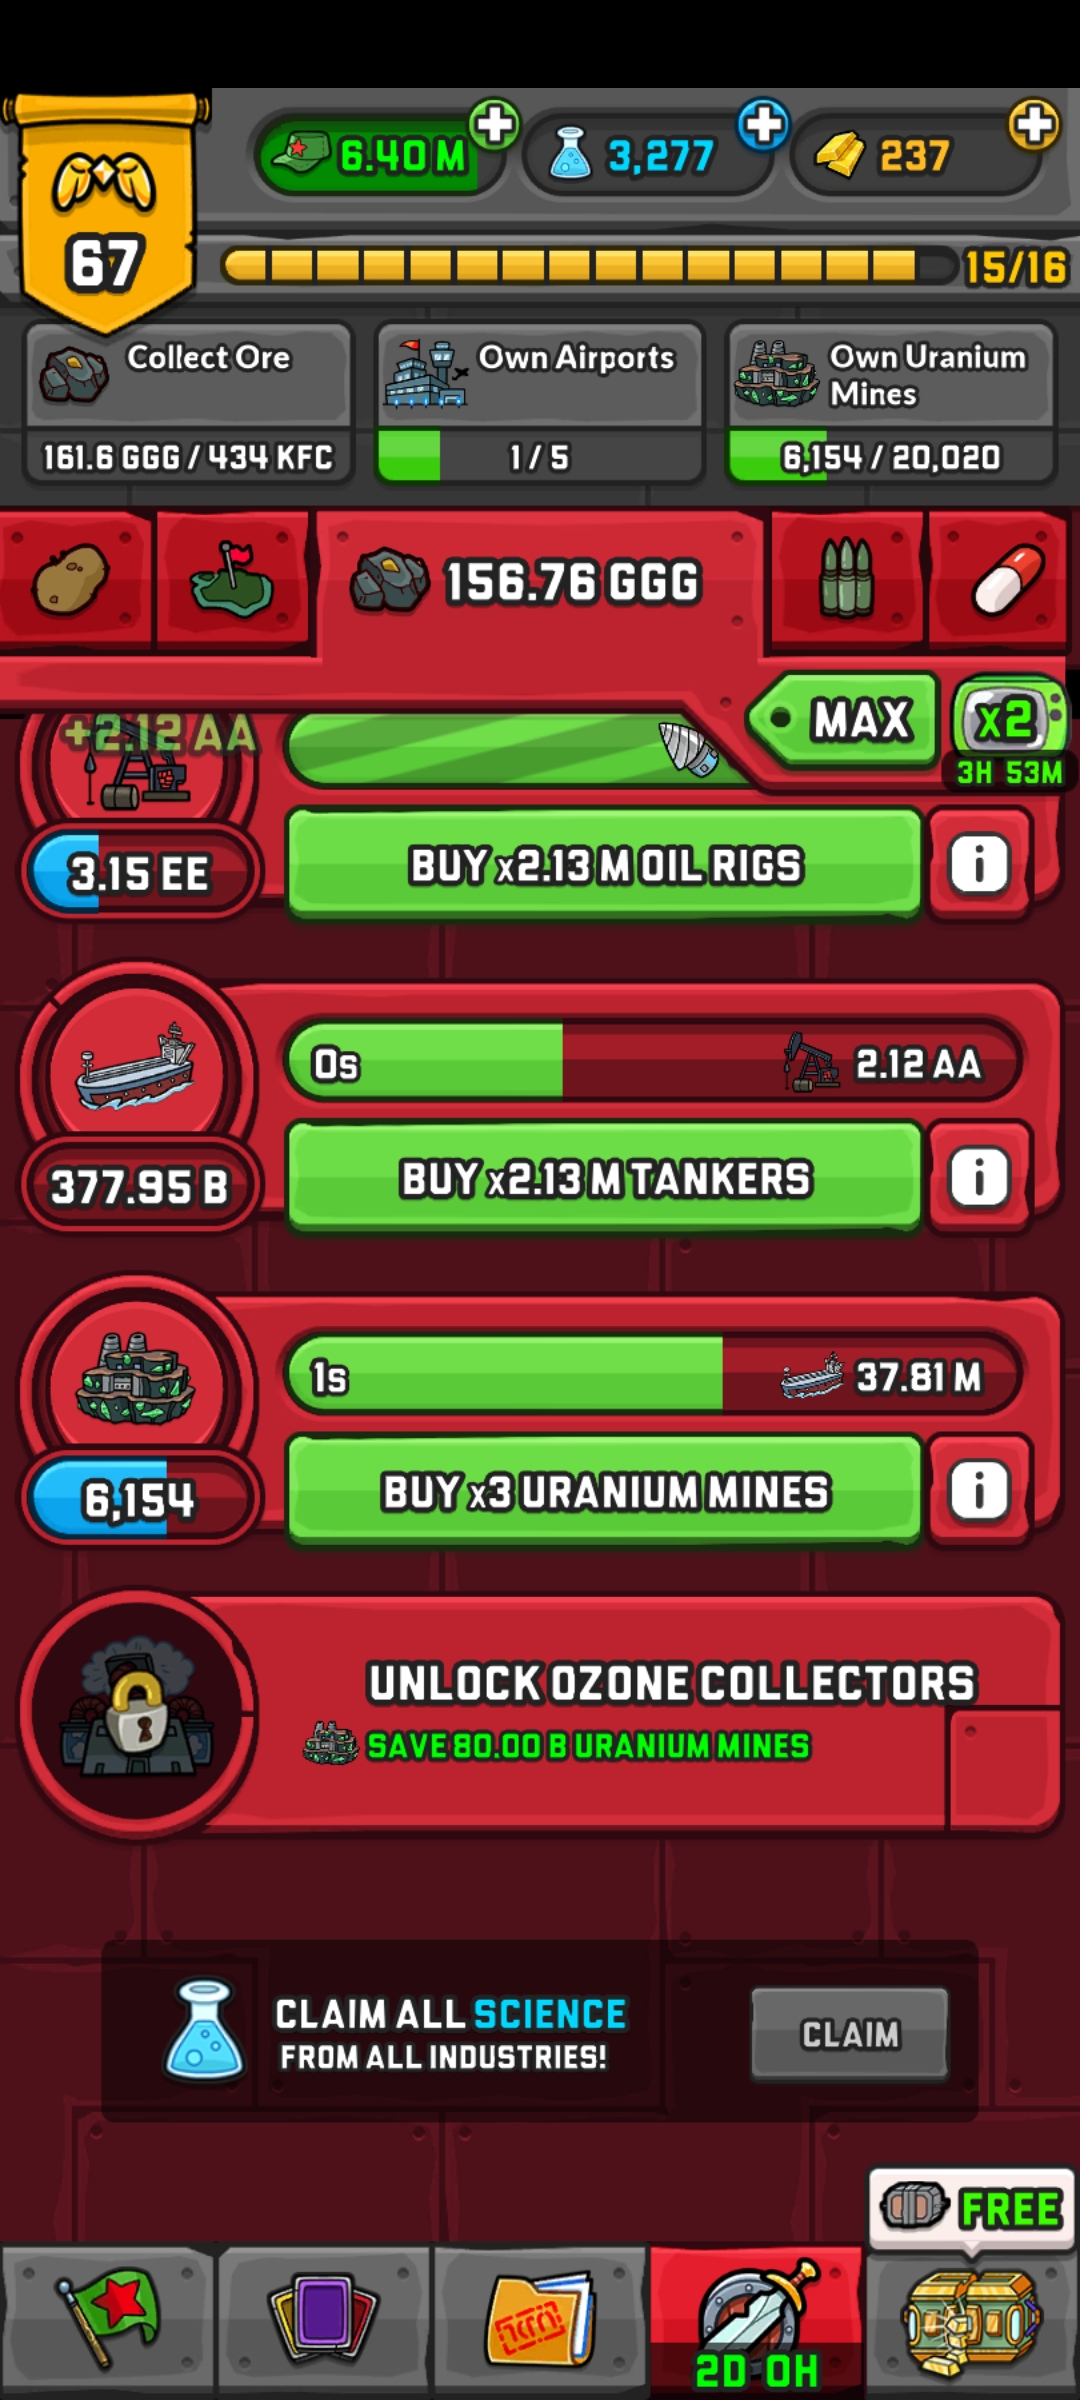 6.40 M
3,277
237
67
15/16
Collect Ore
Own Airports
Own Uranium
Mines
161.6 GGG / 434 KFC
1 / 5
6,154 / 20,020
156.76 GGG
MAX
x2
3H 53M
+2.12 AA
3.15 EE
BUY x2.13 M OIL RIGS
i
0s
2.12 AA
377.95 B
BUY x2.13 M TANKERS
i
1s
37.81 M
6,154
BUY x3 URANIUM MINES
i
UNLOCK OZONE COLLECTORS
SAVE 80.00 B URANIUM MINES
CLAIM ALL SCIENCE
FROM ALL INDUSTRIES!
CLAIM
FREE
2D 0H